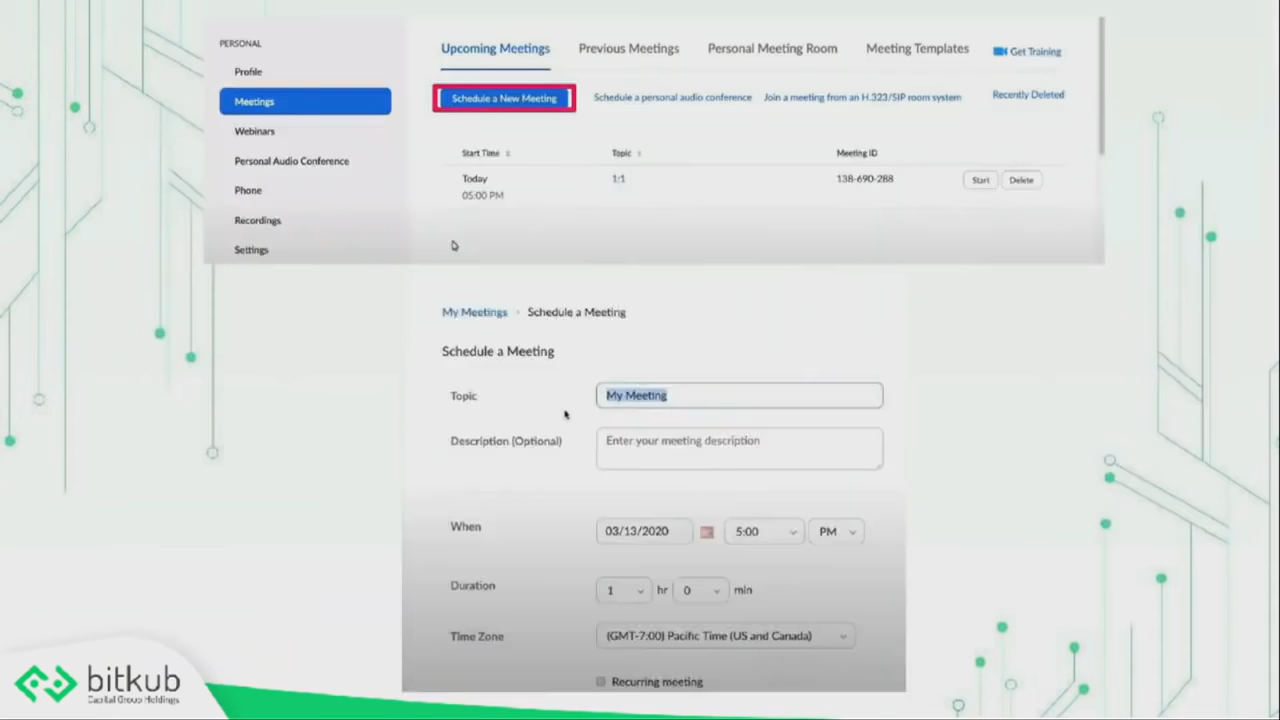 PERSONAL
Profile
Meetings
Webinars
Personal Audio Conference
Phone
Recordings
Settings
Upcoming Meetings Previous Meetings Personal Meeting Room Meeting Templates Get Training
Schedule a New Meeting Schedule a personal audio conference Join a meeting from an H.323/SIP room system Recently Deleted
Start Time Topic Meeting ID
Today 1:1 138-690-288 Start Delete
05:00 PM
My Meetings › Schedule a Meeting
Schedule a Meeting
Topic My Meeting
Description (Optional) Enter your meeting description
When 03/13/2020 5:00 PM
Duration 1 hr 0 min
Time Zone (GMT-7:00) Pacific Time (US and Canada)
Recurring meeting
bitkub
Capital Group Holdings